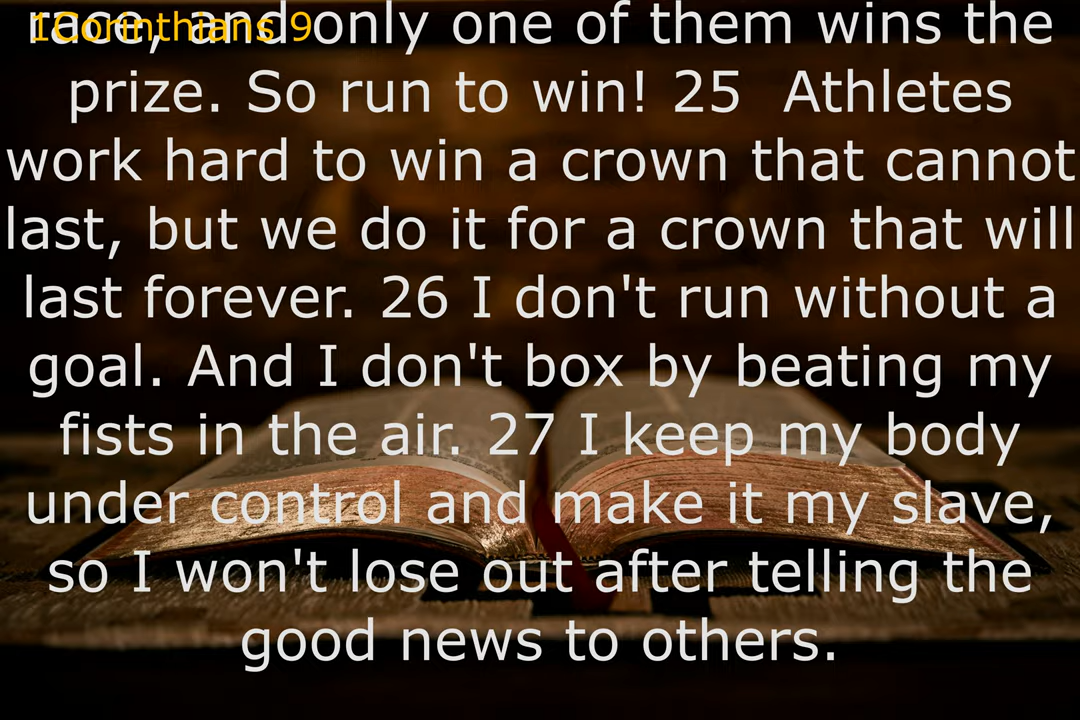 1Corinthians 9
race, and only one of them wins the
prize. So run to win! 25  Athletes
work hard to win a crown that cannot
last, but we do it for a crown that will
last forever. 26 I don't run without a
goal. And I don't box by beating my
fists in the air. 27 I keep my body
under control and make it my slave,
so I won't lose out after telling the
good news to others.